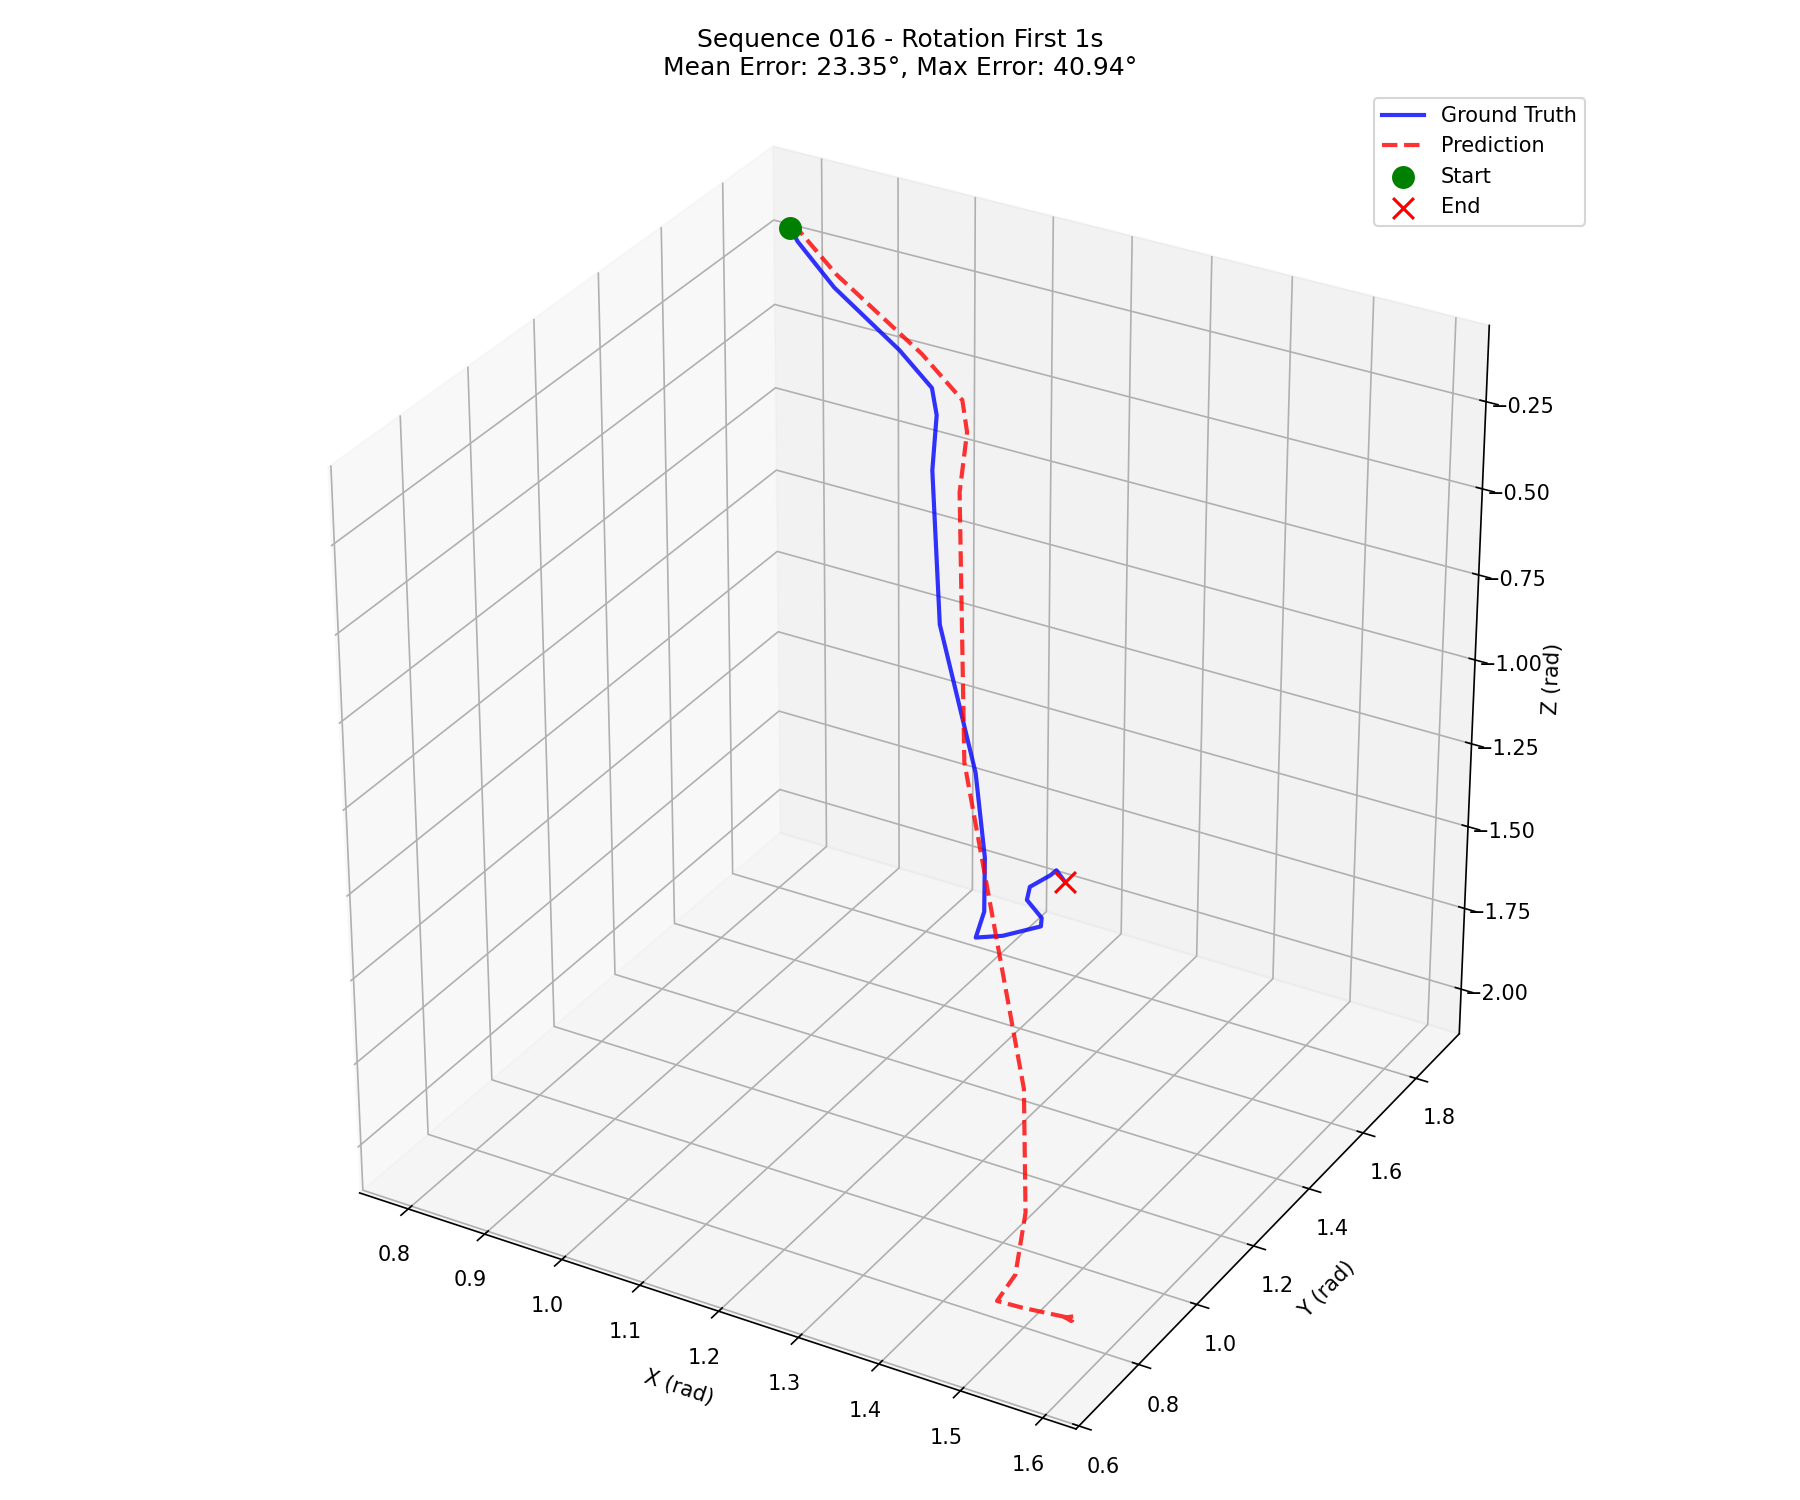 Sequence 016 - Rotation First 1s
Mean Error: 23.35°, Max Error: 40.94°
Ground Truth
Prediction
Start
End
−0.25
−0.50
−0.75
−1.00
−1.25
−1.50
−1.75
−2.00
Z (rad)
0.8
0.9
1.0
1.1
1.2
1.3
1.4
1.5
1.6
X (rad)
0.6
0.8
1.0
1.2
1.4
1.6
1.8
Y (rad)